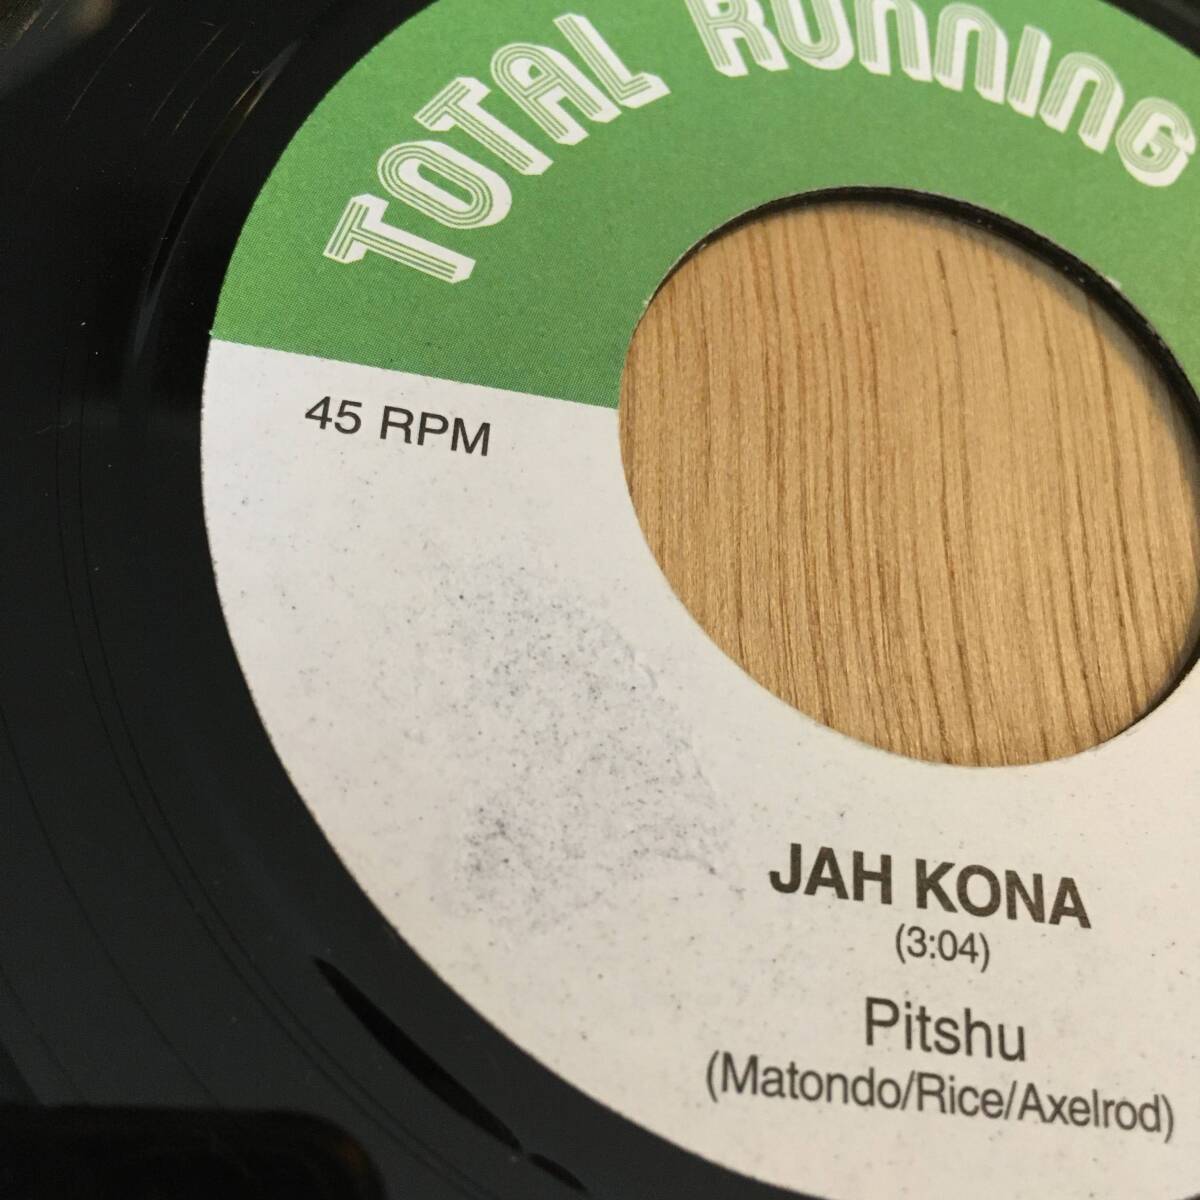 TOTAL RUNNING
45 RPM
JAH KONA
(3:04)
Pitshu
(Matondo/Rice/Axelrod)